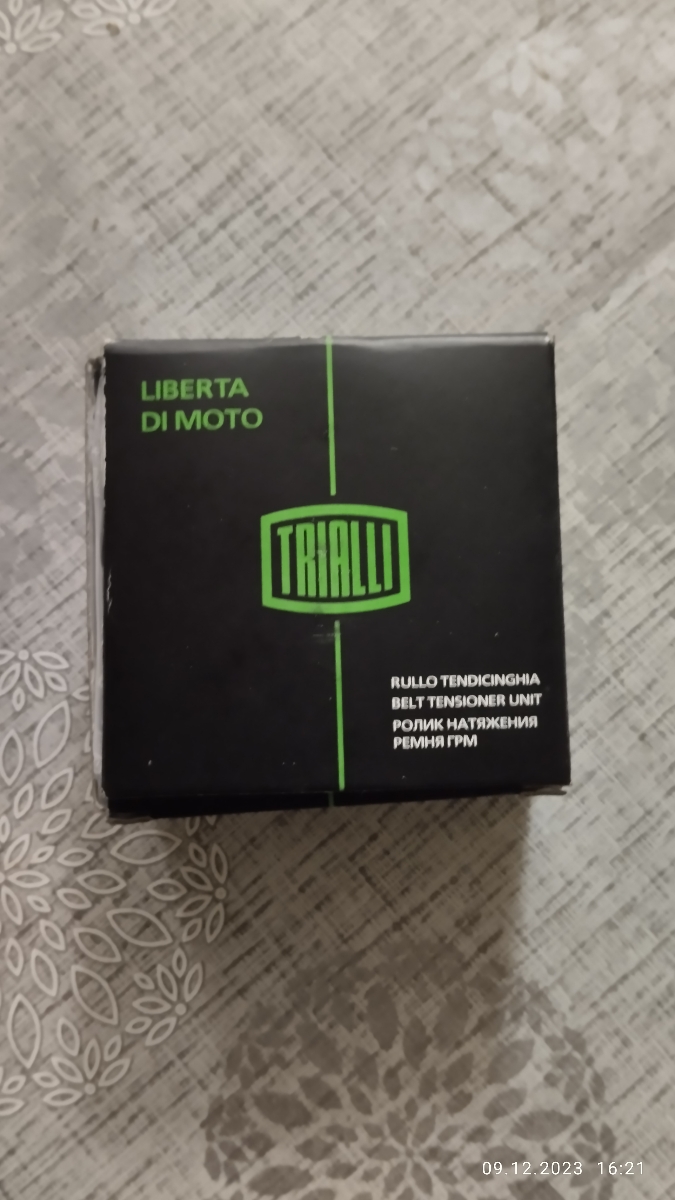 LIBERTA
DI MOTO
TRIALLI
RULLO TENDICINGHIA
BELT TENSIONER UNIT
РОЛИК НАТЯЖЕНИЯ
РЕМНЯ ГРМ
09.12.2023 16:21